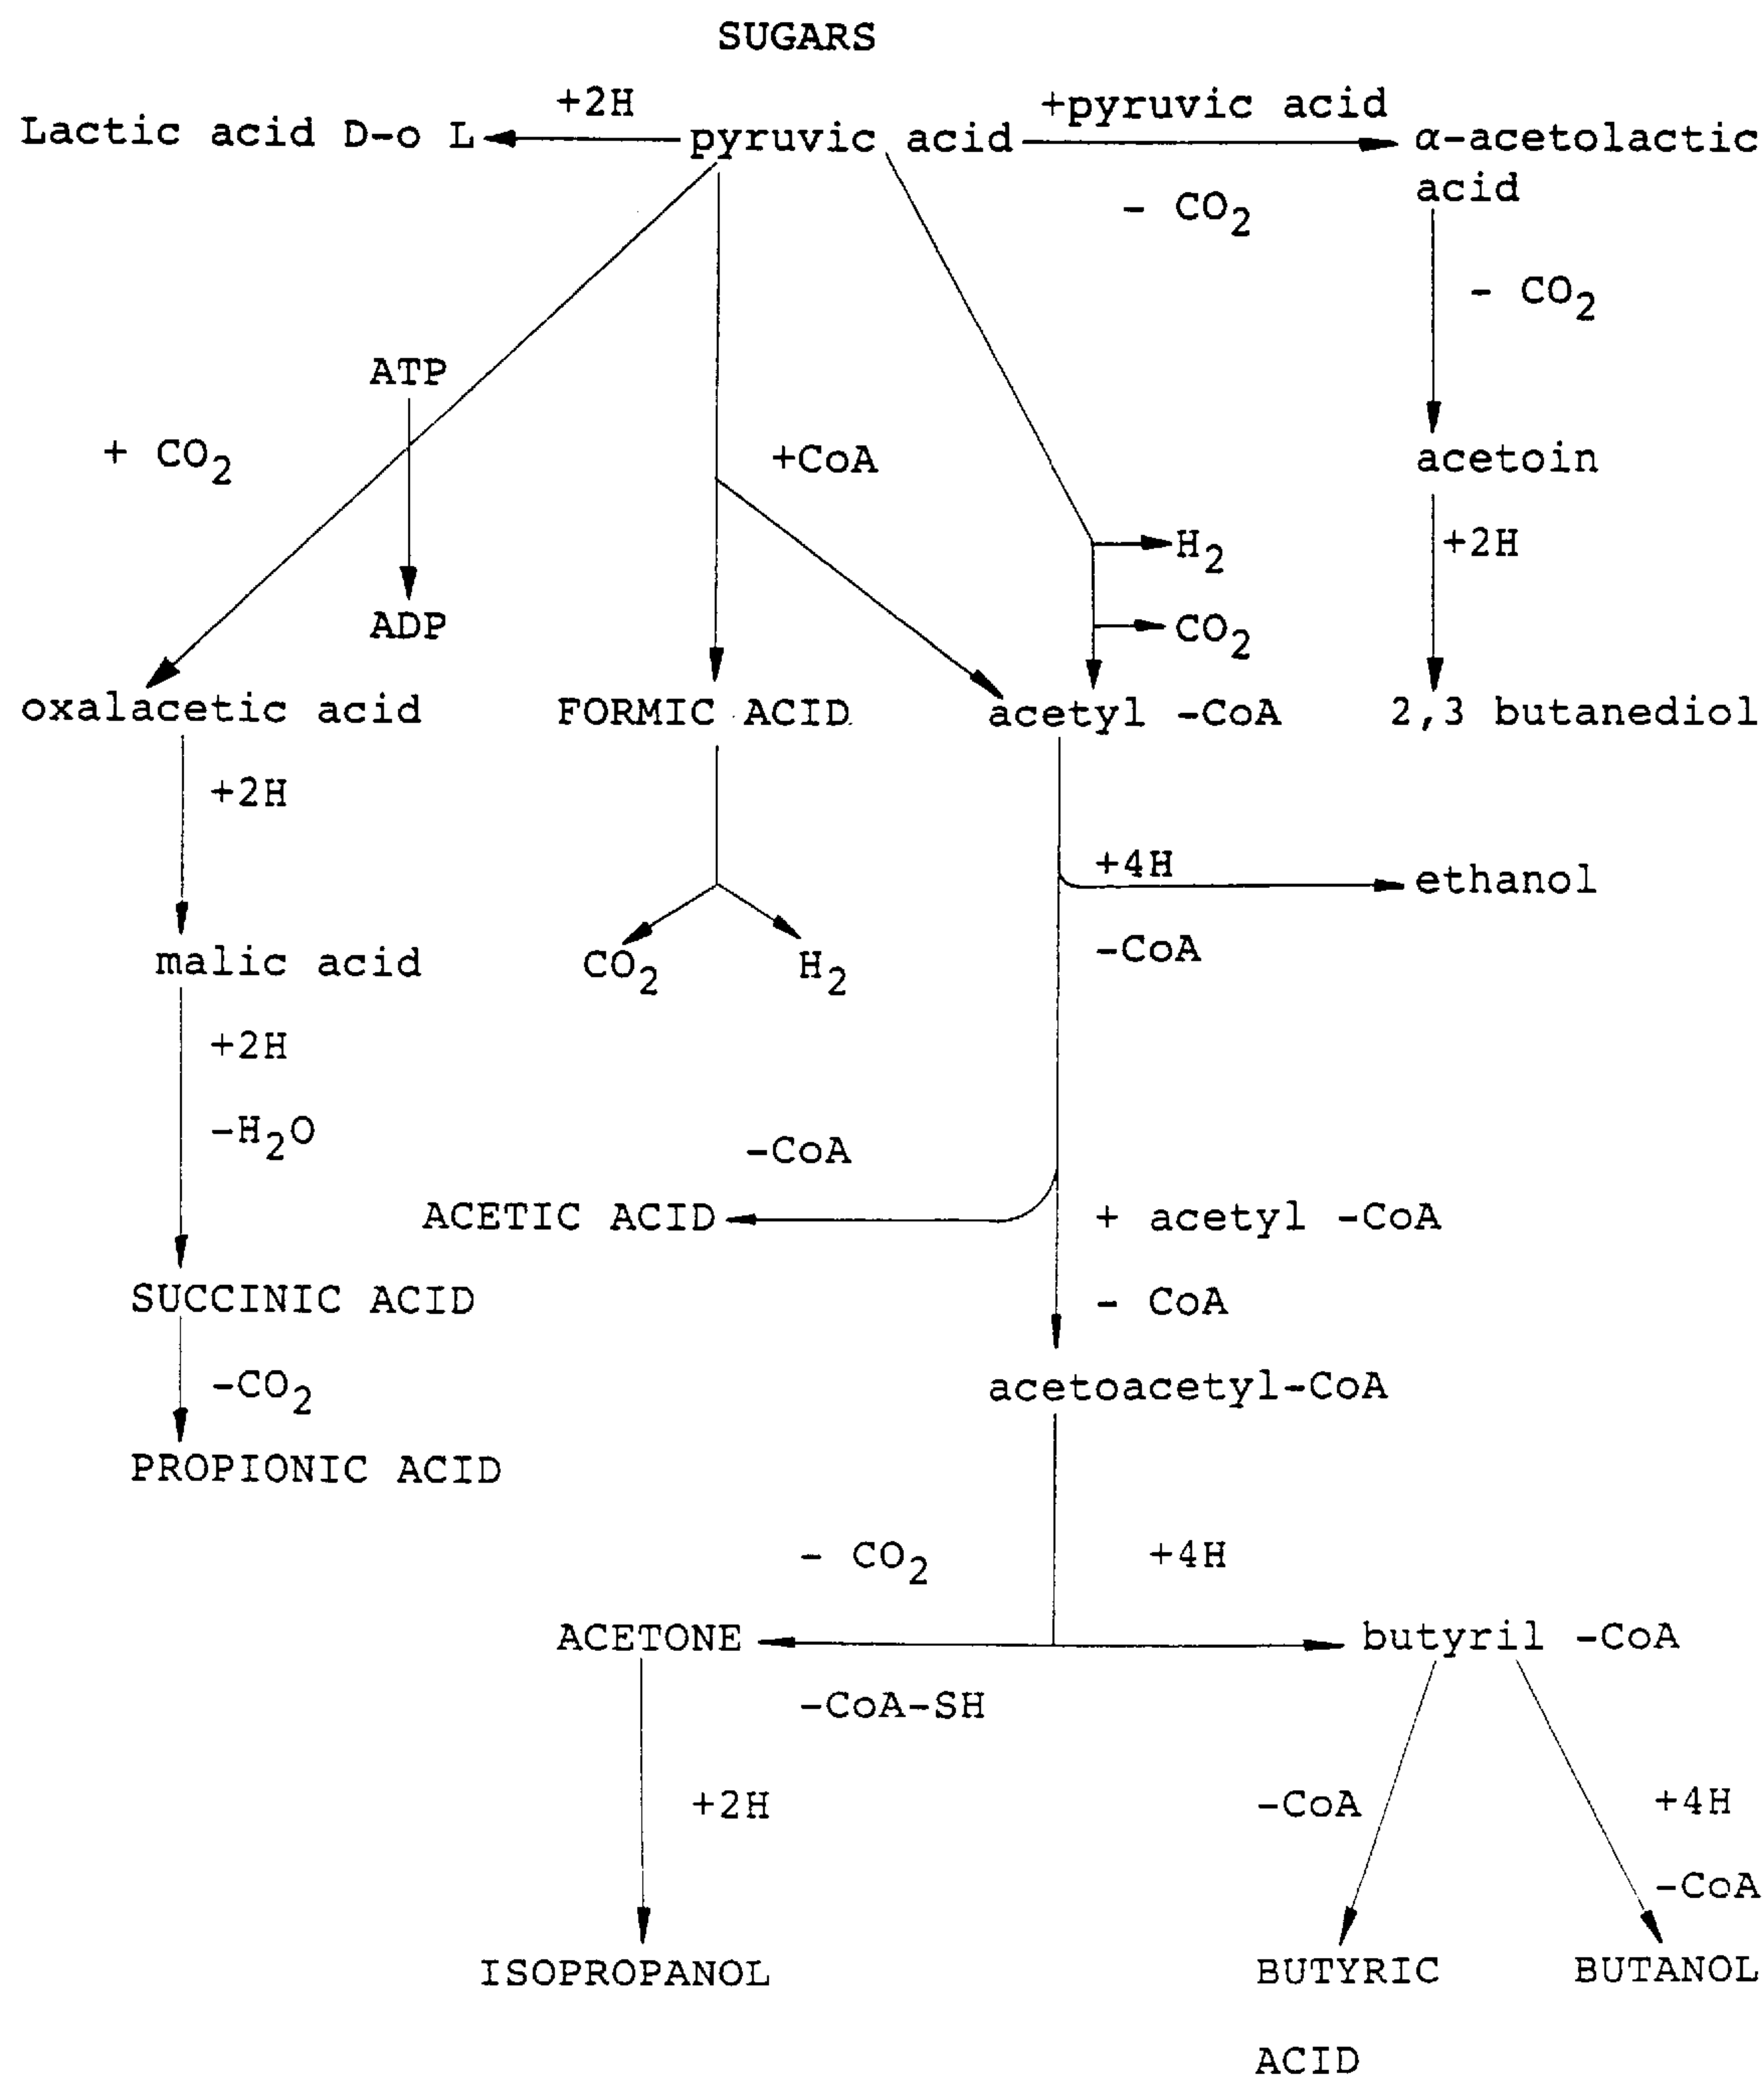 SUGARS
+2H
+pyruvic acid
Lactic acid D-o L
pyruvic acid
α-acetolactic
acid
- CO2
- CO2
ATP
+ CO2
+CoA
acetoin
H2
+2H
ADP
CO2
oxalacetic acid
FORMIC ACID
acetyl -CoA
2,3 butanediol
+2H
+4H
ethanol
-CoA
malic acid
CO2
H2
+2H
-H2O
-CoA
ACETIC ACID
+ acetyl -CoA
SUCCINIC ACID
- CoA
-CO2
acetoacetyl-CoA
PROPIONIC ACID
- CO2
+4H
ACETONE
butyril -CoA
-CoA-SH
+2H
-CoA
+4H
-CoA
ISOPROPANOL
BUTYRIC
BUTANOL
ACID